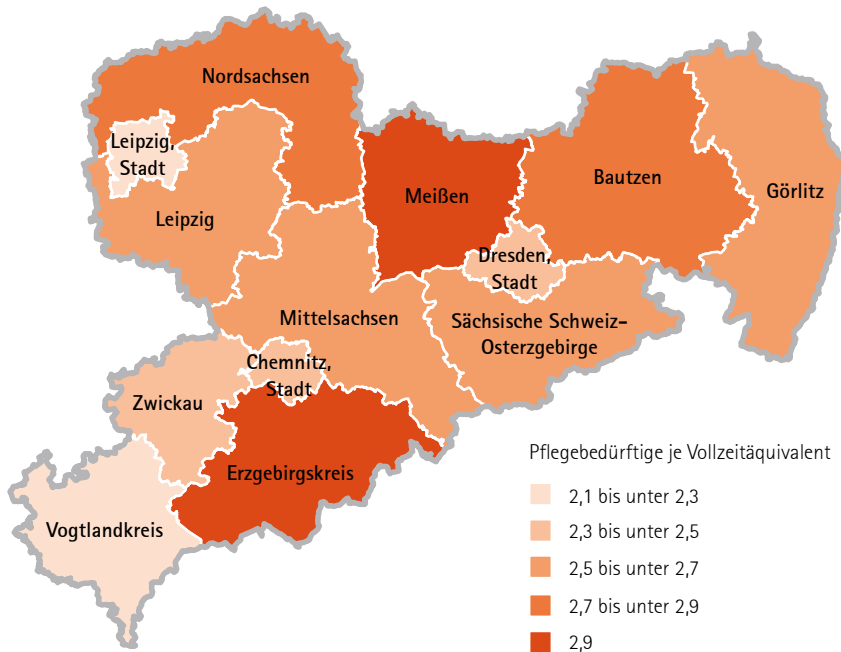 Nordsachsen
Leipzig,
Stadt
Leipzig
Meißen
Bautzen
Görlitz
Dresden,
Stadt
Mittelsachsen
Sächsische Schweiz-
Osterzgebirge
Chemnitz,
Stadt
Zwickau
Erzgebirgskreis
Vogtlandkreis
Pflegebedürftige je Vollzeitäquivalent
2,1 bis unter 2,3
2,3 bis unter 2,5
2,5 bis unter 2,7
2,7 bis unter 2,9
2,9